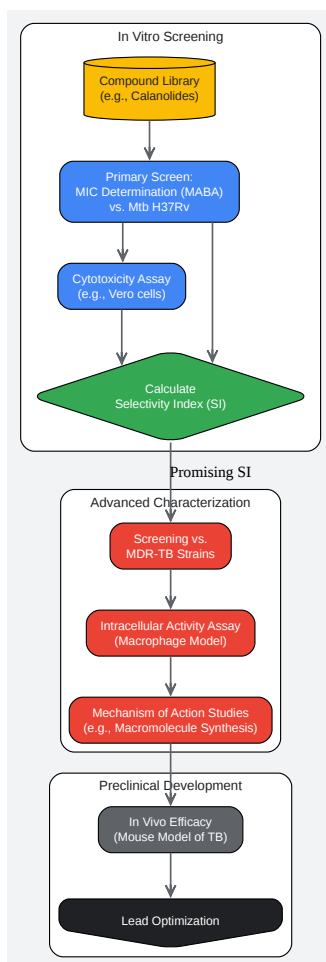 In Vitro Screening
Compound Library
(e.g., Calanolides)
Primary Screen:
MIC Determination (MABA)
vs. Mtb H37Rv
Cytotoxicity Assay
(e.g., Vero cells)
Calculate
Selectivity Index (SI)
Promising SI
Advanced Characterization
Screening vs.
MDR-TB Strains
Intracellular Activity Assay
(Macrophage Model)
Mechanism of Action Studies
(e.g., Macromolecule Synthesis)
Preclinical Development
In Vivo Efficacy
(Mouse Model of TB)
Lead Optimization